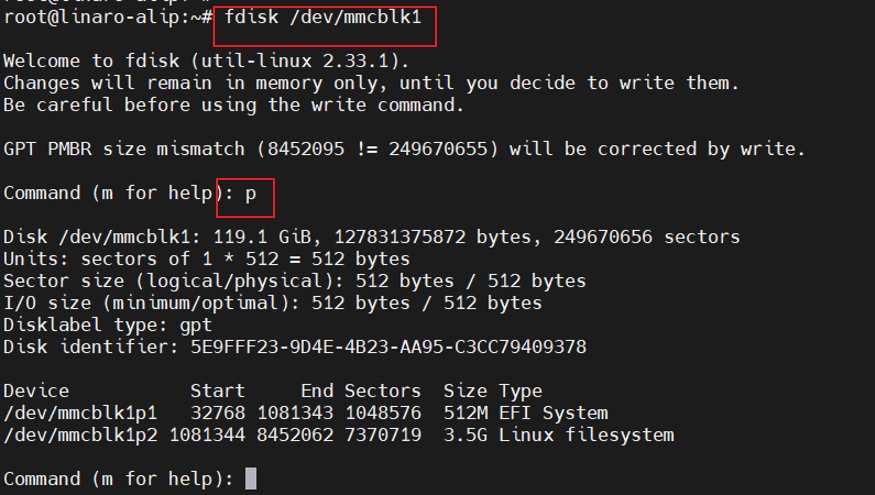 root@linaro-alip:~# fdisk /dev/mmcblk1
Welcome to fdisk (util-linux 2.33.1).
Changes will remain in memory only, until you decide to write them.
Be careful before using the write command.
GPT PMBR size mismatch (8452095 != 249670655) will be corrected by write.
Command (m for help): p
Disk /dev/mmcblk1: 119.1 GiB, 127831375872 bytes, 249670656 sectors
Units: sectors of 1 * 512 = 512 bytes
Sector size (logical/physical): 512 bytes / 512 bytes
I/O size (minimum/optimal): 512 bytes / 512 bytes
Disklabel type: gpt
Disk identifier: 5E9FFF23-9D4E-4B23-AA95-C3CC79409378
Device Start End Sectors Size Type
/dev/mmcblk1p1 32768 1081343 1048576 512M EFI System
/dev/mmcblk1p2 1081344 8452062 7370719 3.5G Linux filesystem
Command (m for help):